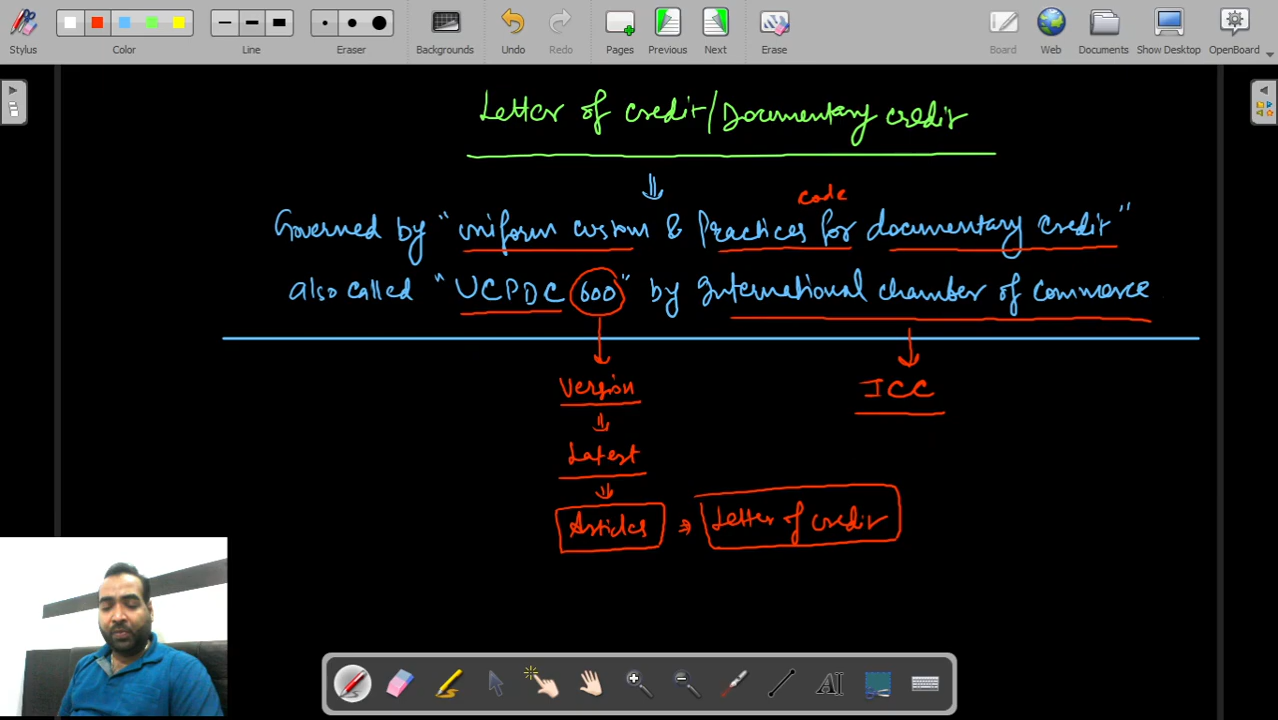 Stylus Color Line Eraser Backgrounds Undo Redo Pages Previous Next Erase Board Web Documents Show Desktop OpenBoard
Letter of credit/Documentary credit
code
Governed by "uniform custom & Practices for documentary credit"
also called "UCPDC 600" by International chamber of commerce
Version ICC
Latest
Articles ⇒ Letter of credit
AI